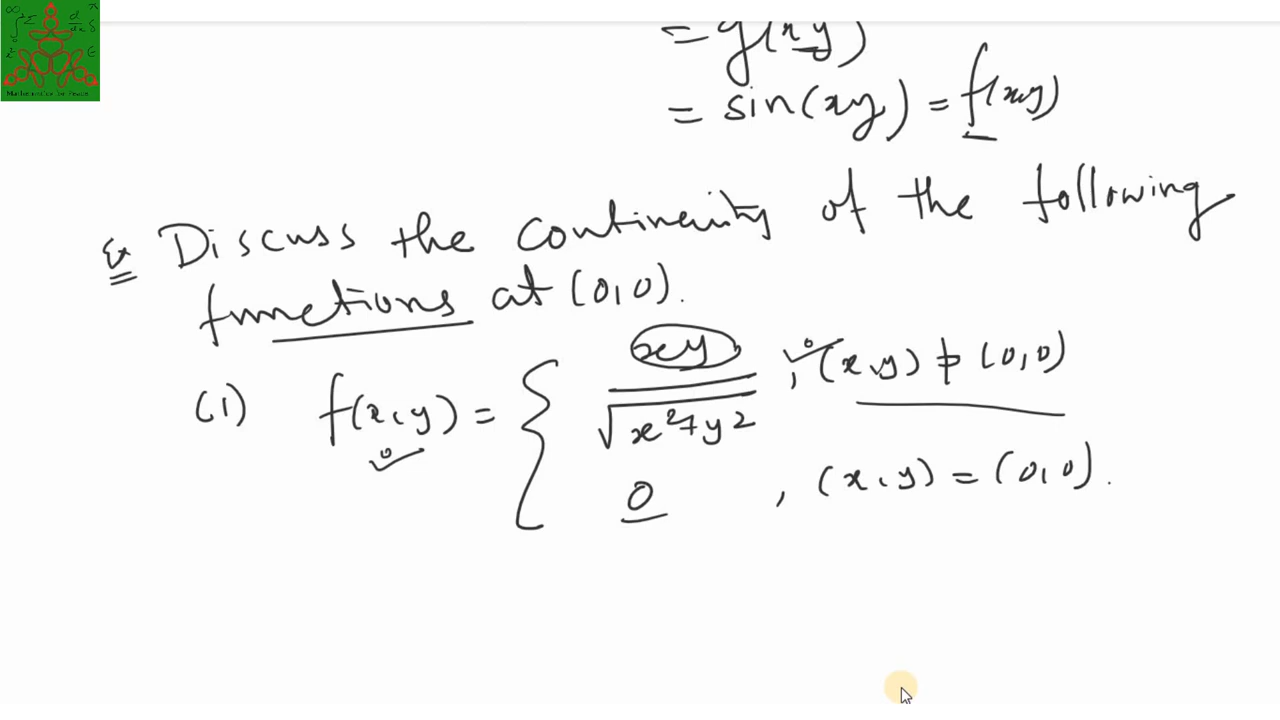 = g(xy)
= sin(xy) = f(x,y)
Ex Discuss the continuity of the following
functions at (0,0).
(1) f(x,y) = { xy / √x²+y² , (x,y) ≠ (0,0)
0 , (x,y) = (0,0).